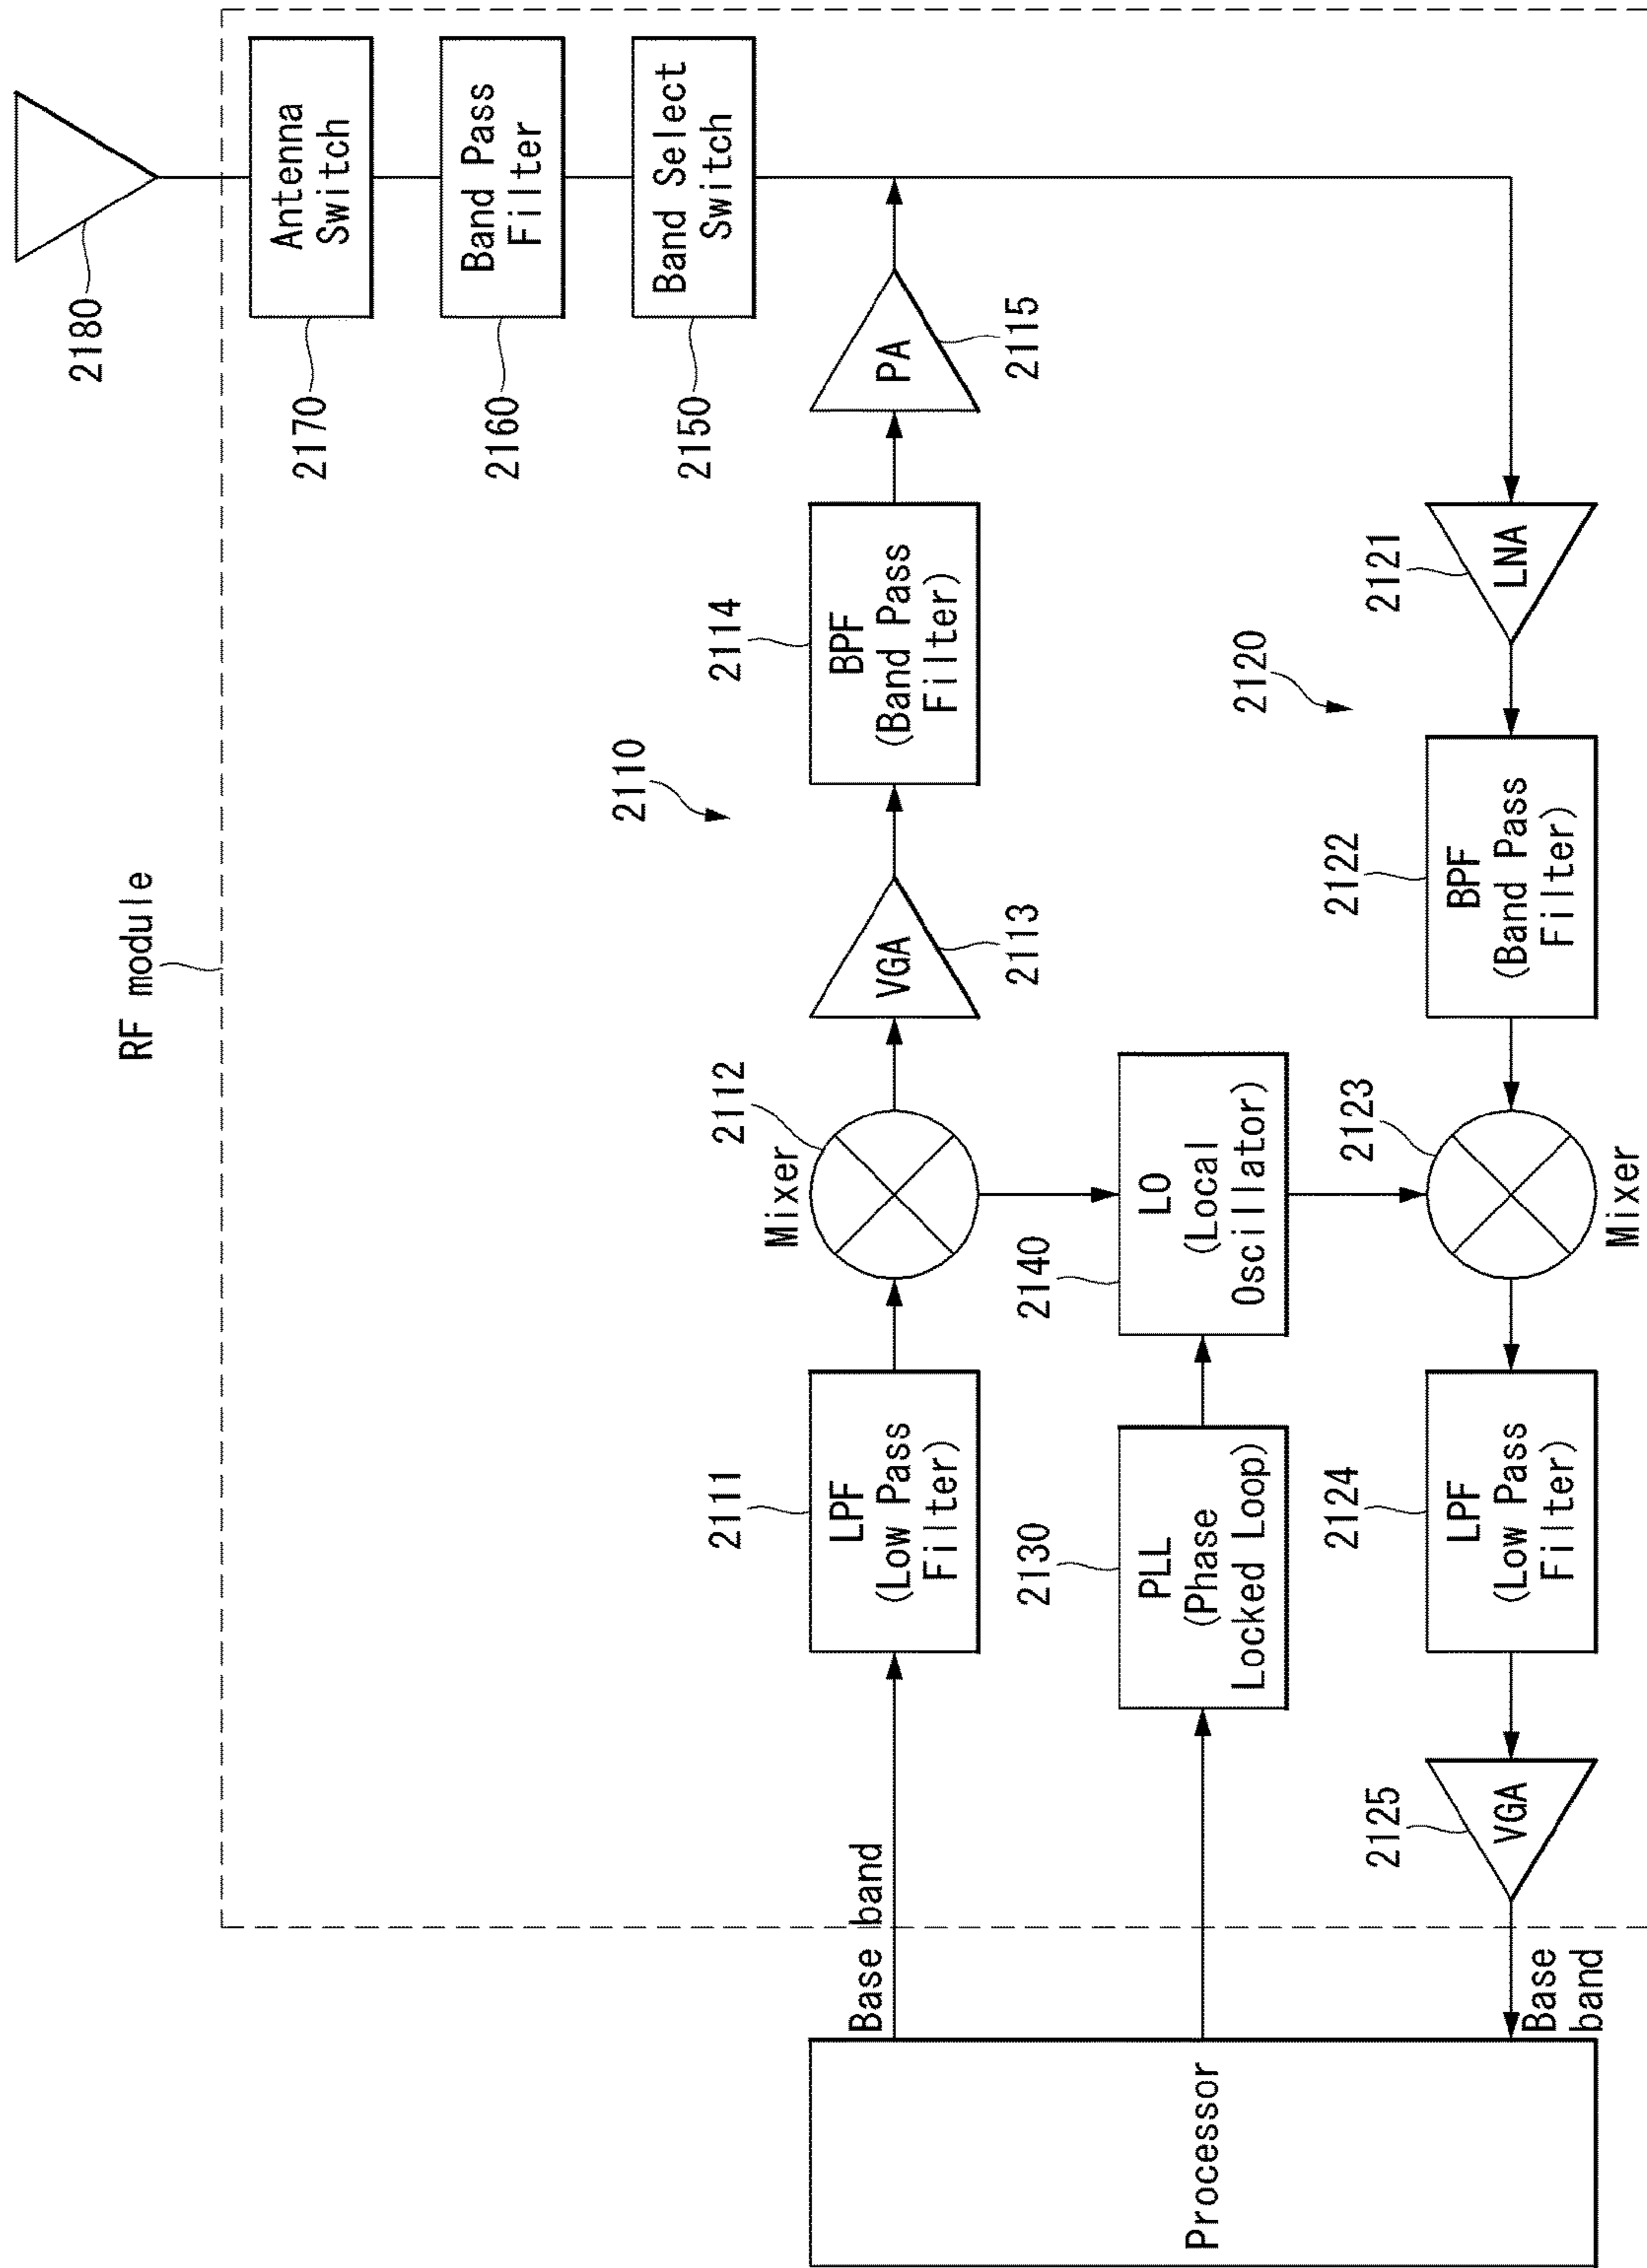 RF module
2180
Antenna
Switch
2170
Band Pass
Filter
2160
Band Select
Switch
2150
2110
Base band
LPF
(Low Pass
Filter)
2111
Mixer
2112
VGA
2113
BPF
(Band Pass
Filter)
2114
PA
2115
Processor
PLL
(Phase
Locked Loop)
2130
LO
(Local
Oscillator)
2140
2120
LNA
2121
BPF
(Band Pass
Filter)
2122
2123
Mixer
LPF
(Low Pass
Filter)
2124
VGA
2125
Base
band